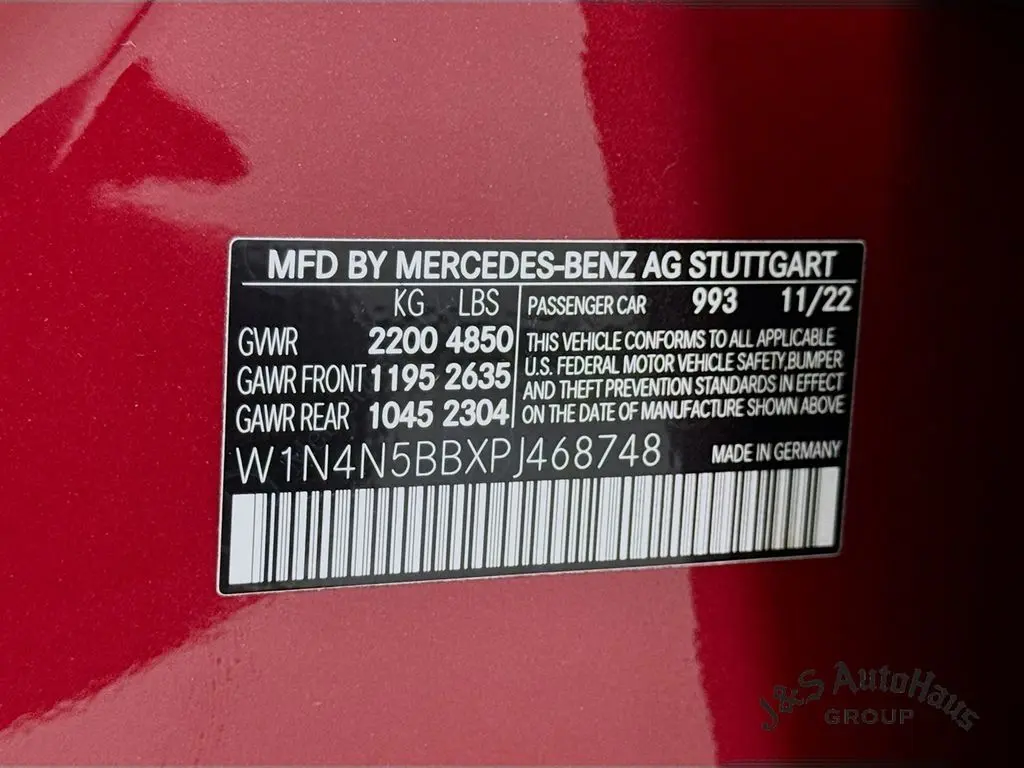 MFD BY MERCEDES-BENZ AG STUTTGART
KG LBS
GVWR 2200 4850
GAWR FRONT 1195 2635
GAWR REAR 1045 2304
PASSENGER CAR 993 11/22
THIS VEHICLE CONFORMS TO ALL APPLICABLE
U.S. FEDERAL MOTOR VEHICLE SAFETY,BUMPER
AND THEFT PREVENTION STANDARDS IN EFFECT
ON THE DATE OF MANUFACTURE SHOWN ABOVE
W1N4N5BBXPJ468748 MADE IN GERMANY
J&S AutoHaus
GROUP